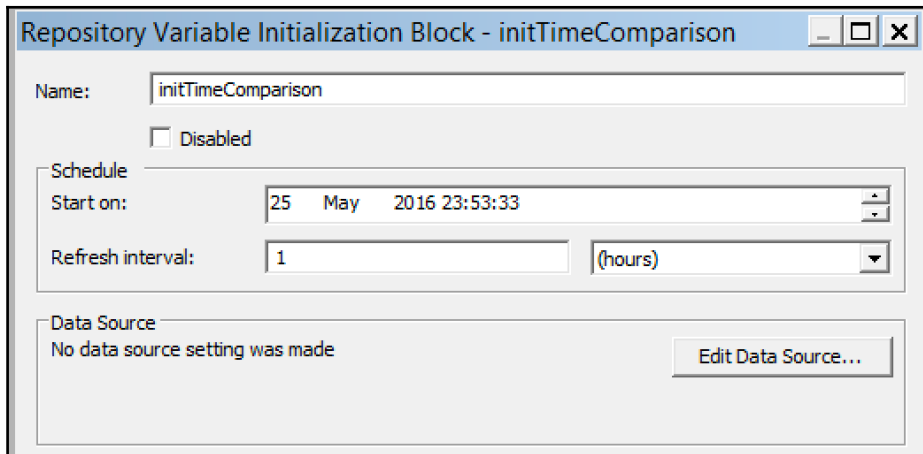 Repository Variable Initialization Block - initTimeComparison
Name: initTimeComparison
Disabled
Schedule
Start on: 25 May 2016 23:53:33
Refresh interval: 1 (hours)
Data Source
No data source setting was made
Edit Data Source...